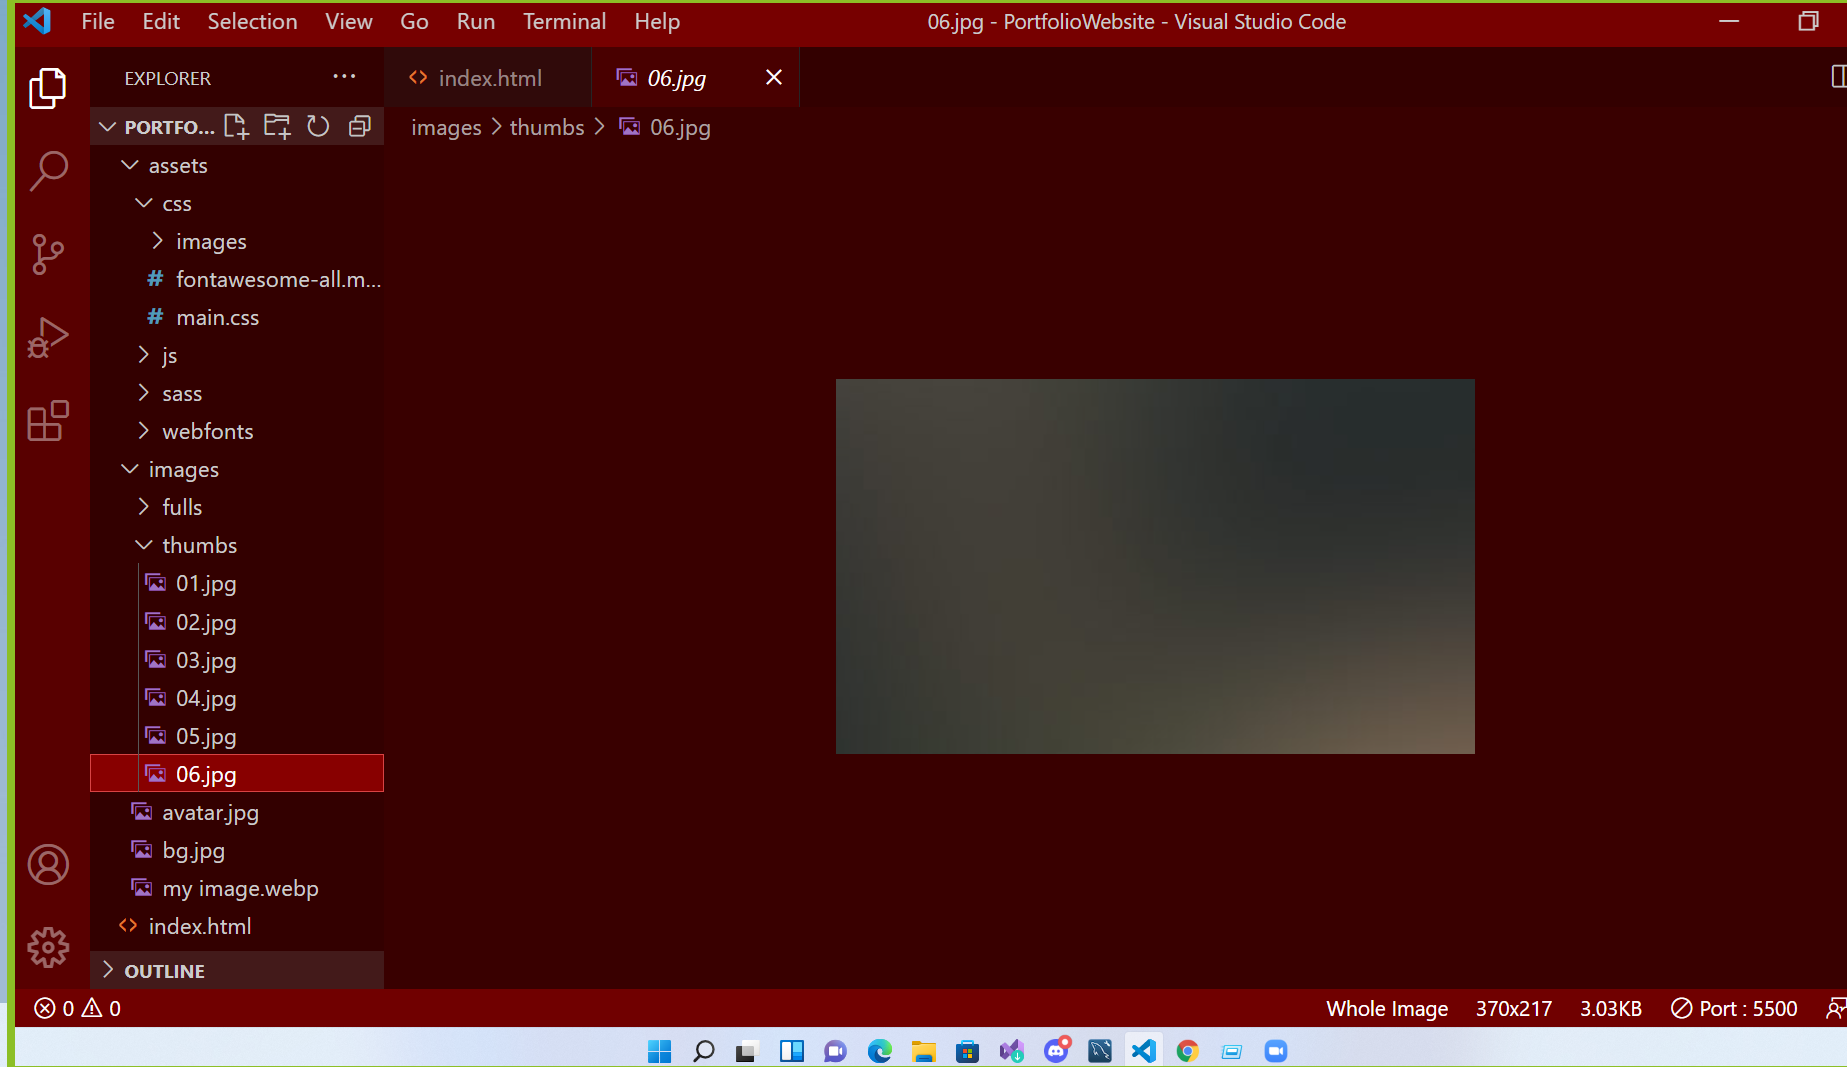 File Edit Selection View Go Run Terminal Help 06.jpg - PortfolioWebsite - Visual Studio Code
EXPLORER ··· index.html 06.jpg
PORTFO...
images > thumbs > 06.jpg
assets
css
images
# fontawesome-all.m...
# main.css
js
sass
webfonts
images
fulls
thumbs
01.jpg
02.jpg
03.jpg
04.jpg
05.jpg
06.jpg
avatar.jpg
bg.jpg
my image.webp
index.html
OUTLINE
0 0 Whole Image 370x217 3.03KB Port : 5500